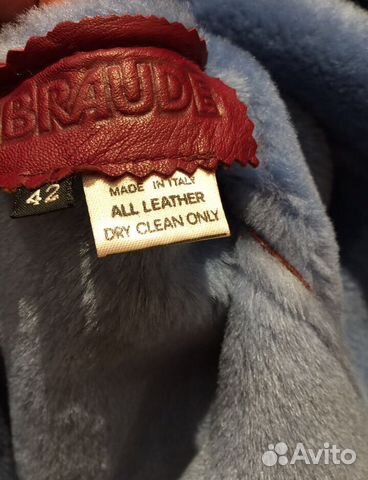 BRAUDE
42
MADE IN ITALY
ALL LEATHER
DRY CLEAN ONLY
Avito